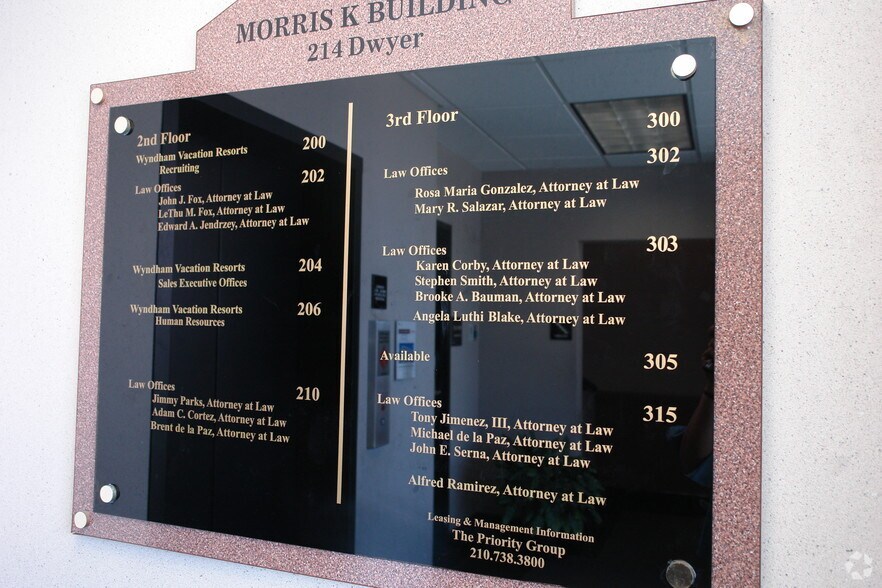 MORRIS K BUILDING
214 Dwyer
2nd Floor
Wyndham Vacation Resorts 200
Recruiting
Law Offices 202
John J. Fox, Attorney at Law
LeThu M. Fox, Attorney at Law
Edward A. Jendrzey, Attorney at Law
Wyndham Vacation Resorts 204
Sales Executive Offices
Wyndham Vacation Resorts 206
Human Resources
Law Offices 210
Jimmy Parks, Attorney at Law
Adam C. Cortez, Attorney at Law
Brent de la Paz, Attorney at Law
3rd Floor 300
Law Offices 302
Rosa Maria Gonzalez, Attorney at Law
Mary R. Salazar, Attorney at Law
Law Offices 303
Karen Corby, Attorney at Law
Stephen Smith, Attorney at Law
Brooke A. Bauman, Attorney at Law
Angela Luthi Blake, Attorney at Law
Available 305
Law Offices 315
Tony Jimenez, III, Attorney at Law
Michael de la Paz, Attorney at Law
John E. Serna, Attorney at Law
Alfred Ramirez, Attorney at Law
Leasing & Management Information
The Priority Group
210.738.3800